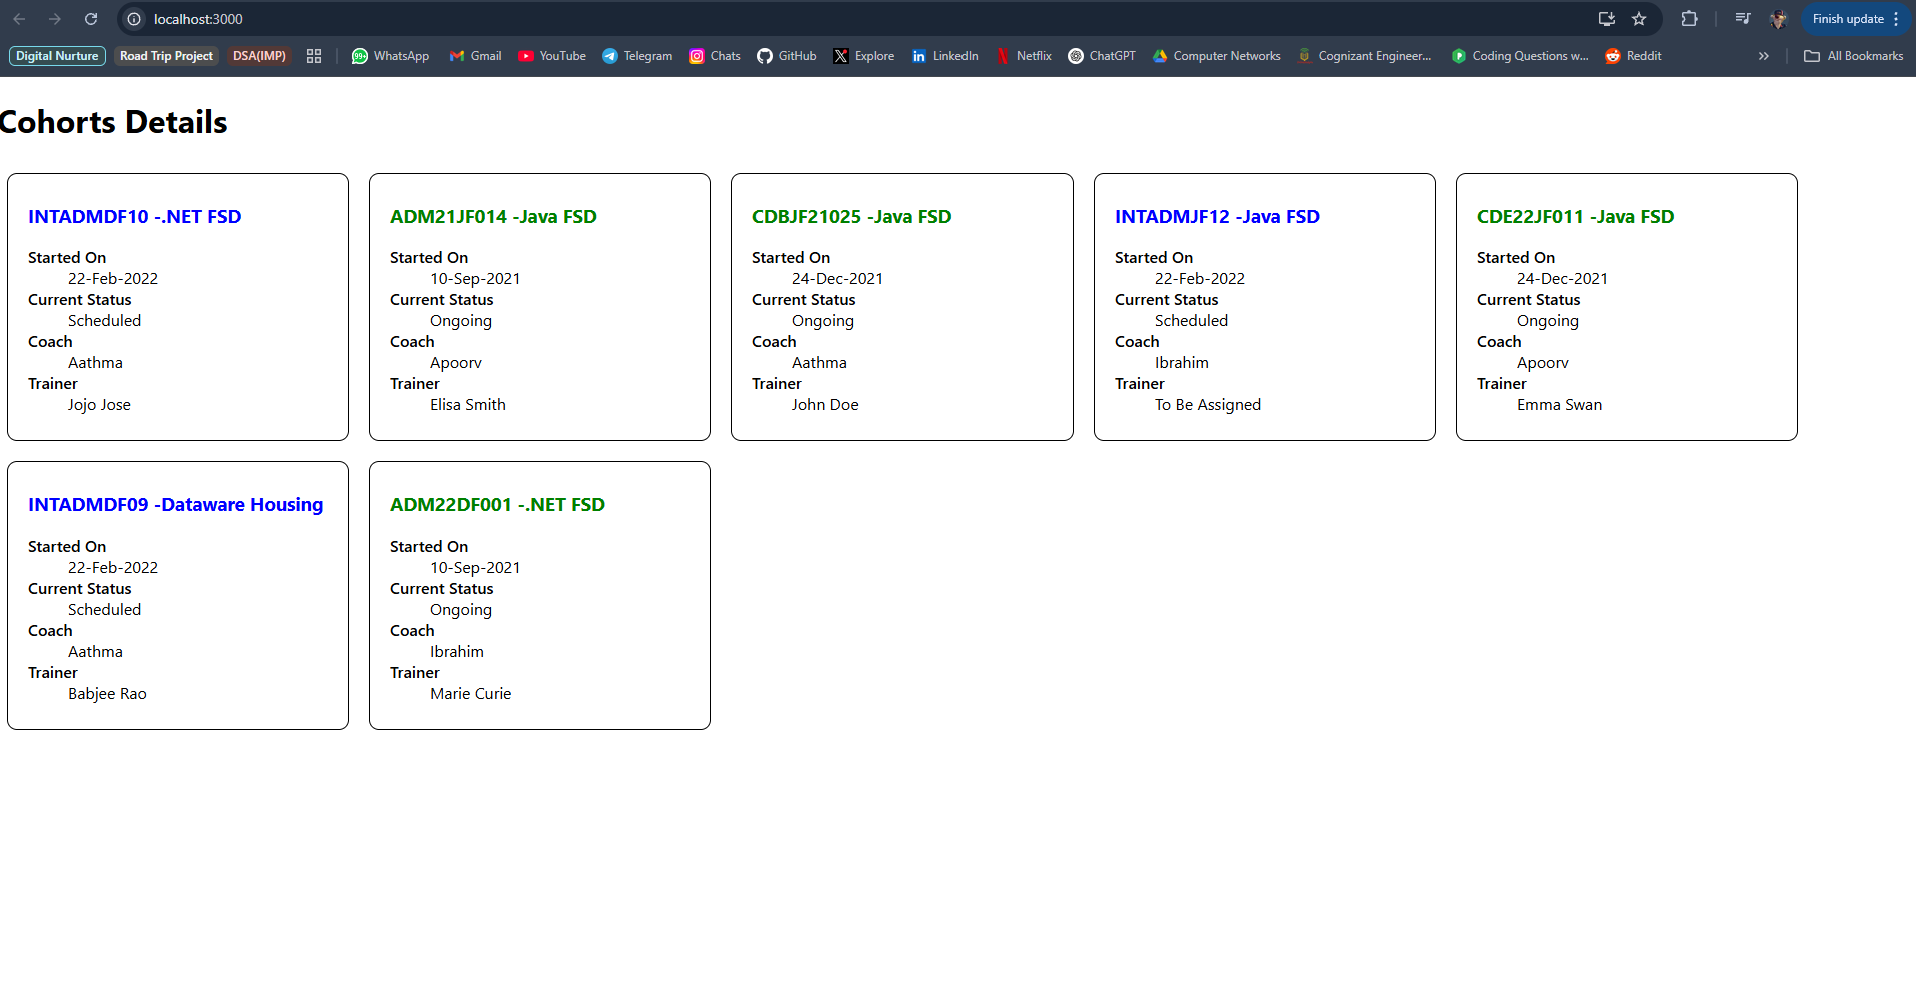 localhost:3000
Finish update
Digital Nurture
Road Trip Project
DSA(IMP)
99+
WhatsApp
Gmail
YouTube
Telegram
Chats
GitHub
Explore
LinkedIn
Netflix
ChatGPT
Computer Networks
Cognizant Engineer...
Coding Questions w...
Reddit
All Bookmarks
Cohorts Details
INTADMDF10 -.NET FSD
Started On
22-Feb-2022
Current Status
Scheduled
Coach
Aathma
Trainer
Jojo Jose
ADM21JF014 -Java FSD
Started On
10-Sep-2021
Current Status
Ongoing
Coach
Apoorv
Trainer
Elisa Smith
CDBJF21025 -Java FSD
Started On
24-Dec-2021
Current Status
Ongoing
Coach
Aathma
Trainer
John Doe
INTADMJF12 -Java FSD
Started On
22-Feb-2022
Current Status
Scheduled
Coach
Ibrahim
Trainer
To Be Assigned
CDE22JF011 -Java FSD
Started On
24-Dec-2021
Current Status
Ongoing
Coach
Apoorv
Trainer
Emma Swan
INTADMDF09 -Dataware Housing
Started On
22-Feb-2022
Current Status
Scheduled
Coach
Aathma
Trainer
Babjee Rao
ADM22DF001 -.NET FSD
Started On
10-Sep-2021
Current Status
Ongoing
Coach
Ibrahim
Trainer
Marie Curie